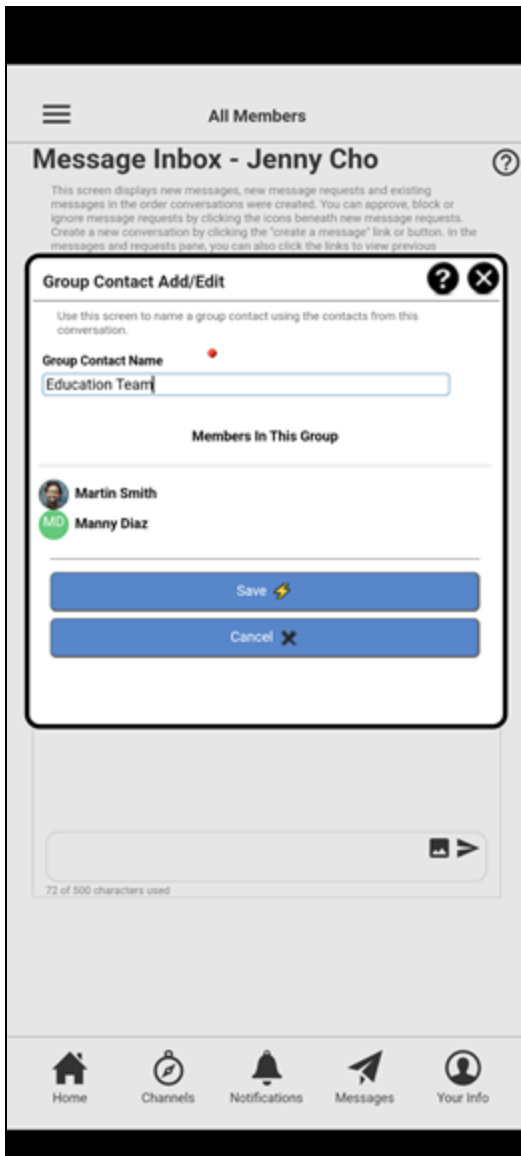 All Members
Message Inbox - Jenny Cho
?
This screen displays new messages, new message requests and existing
messages in the order conversations were created. You can approve, block or
ignore message requests by clicking the icons beneath new message requests.
Create a new conversation by clicking the "create a message" link or button. In the
messages and requests pane, you can also click the links to view previous
Group Contact Add/Edit
?
Use this screen to name a group contact using the contacts from this
conversation.
Group Contact Name
Education Team
Members In This Group
Martin Smith
MD
Manny Diaz
Save
Cancel
72 of 500 characters used
Home
Channels
Notifications
Messages
Your Info